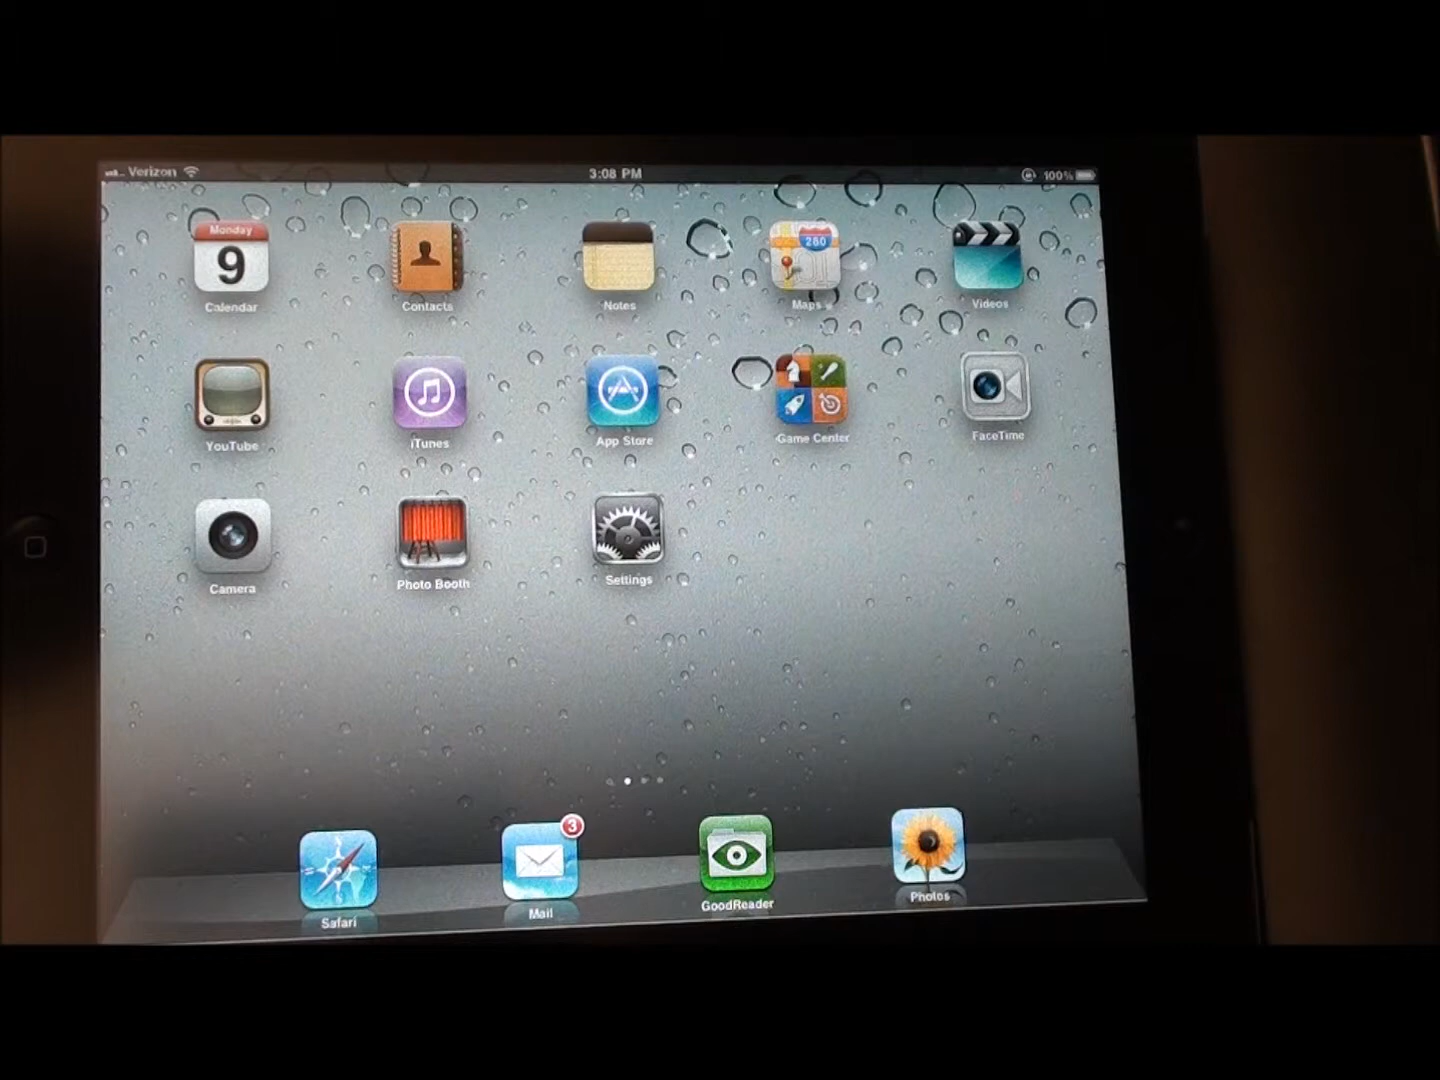 Verizon 3:08 PM 100%
Monday
9
280
Calendar Contacts Notes Maps Videos
YouTube iTunes App Store Game Center FaceTime
Camera Photo Booth Settings
3
Safari Mail GoodReader Photos